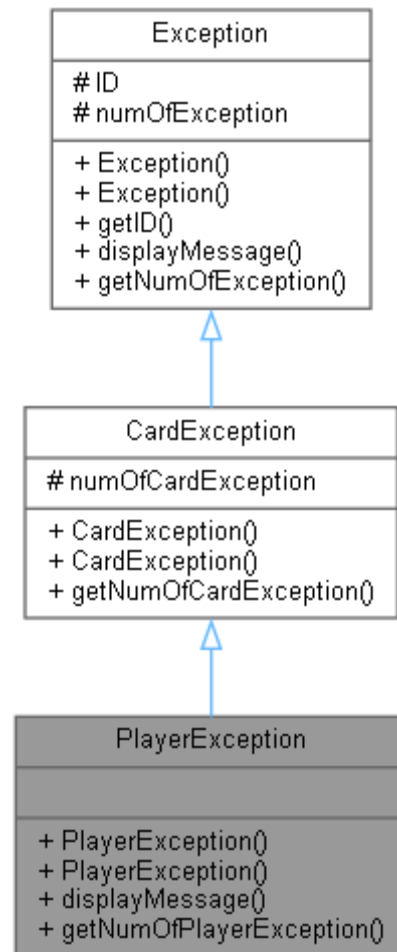 Exception
# ID
# numOfException
+ Exception()
+ Exception()
+ getID()
+ displayMessage()
+ getNumOfException()
CardException
# numOfCardException
+ CardException()
+ CardException()
+ getNumOfCardException()
PlayerException
+ PlayerException()
+ PlayerException()
+ displayMessage()
+ getNumOfPlayerException()